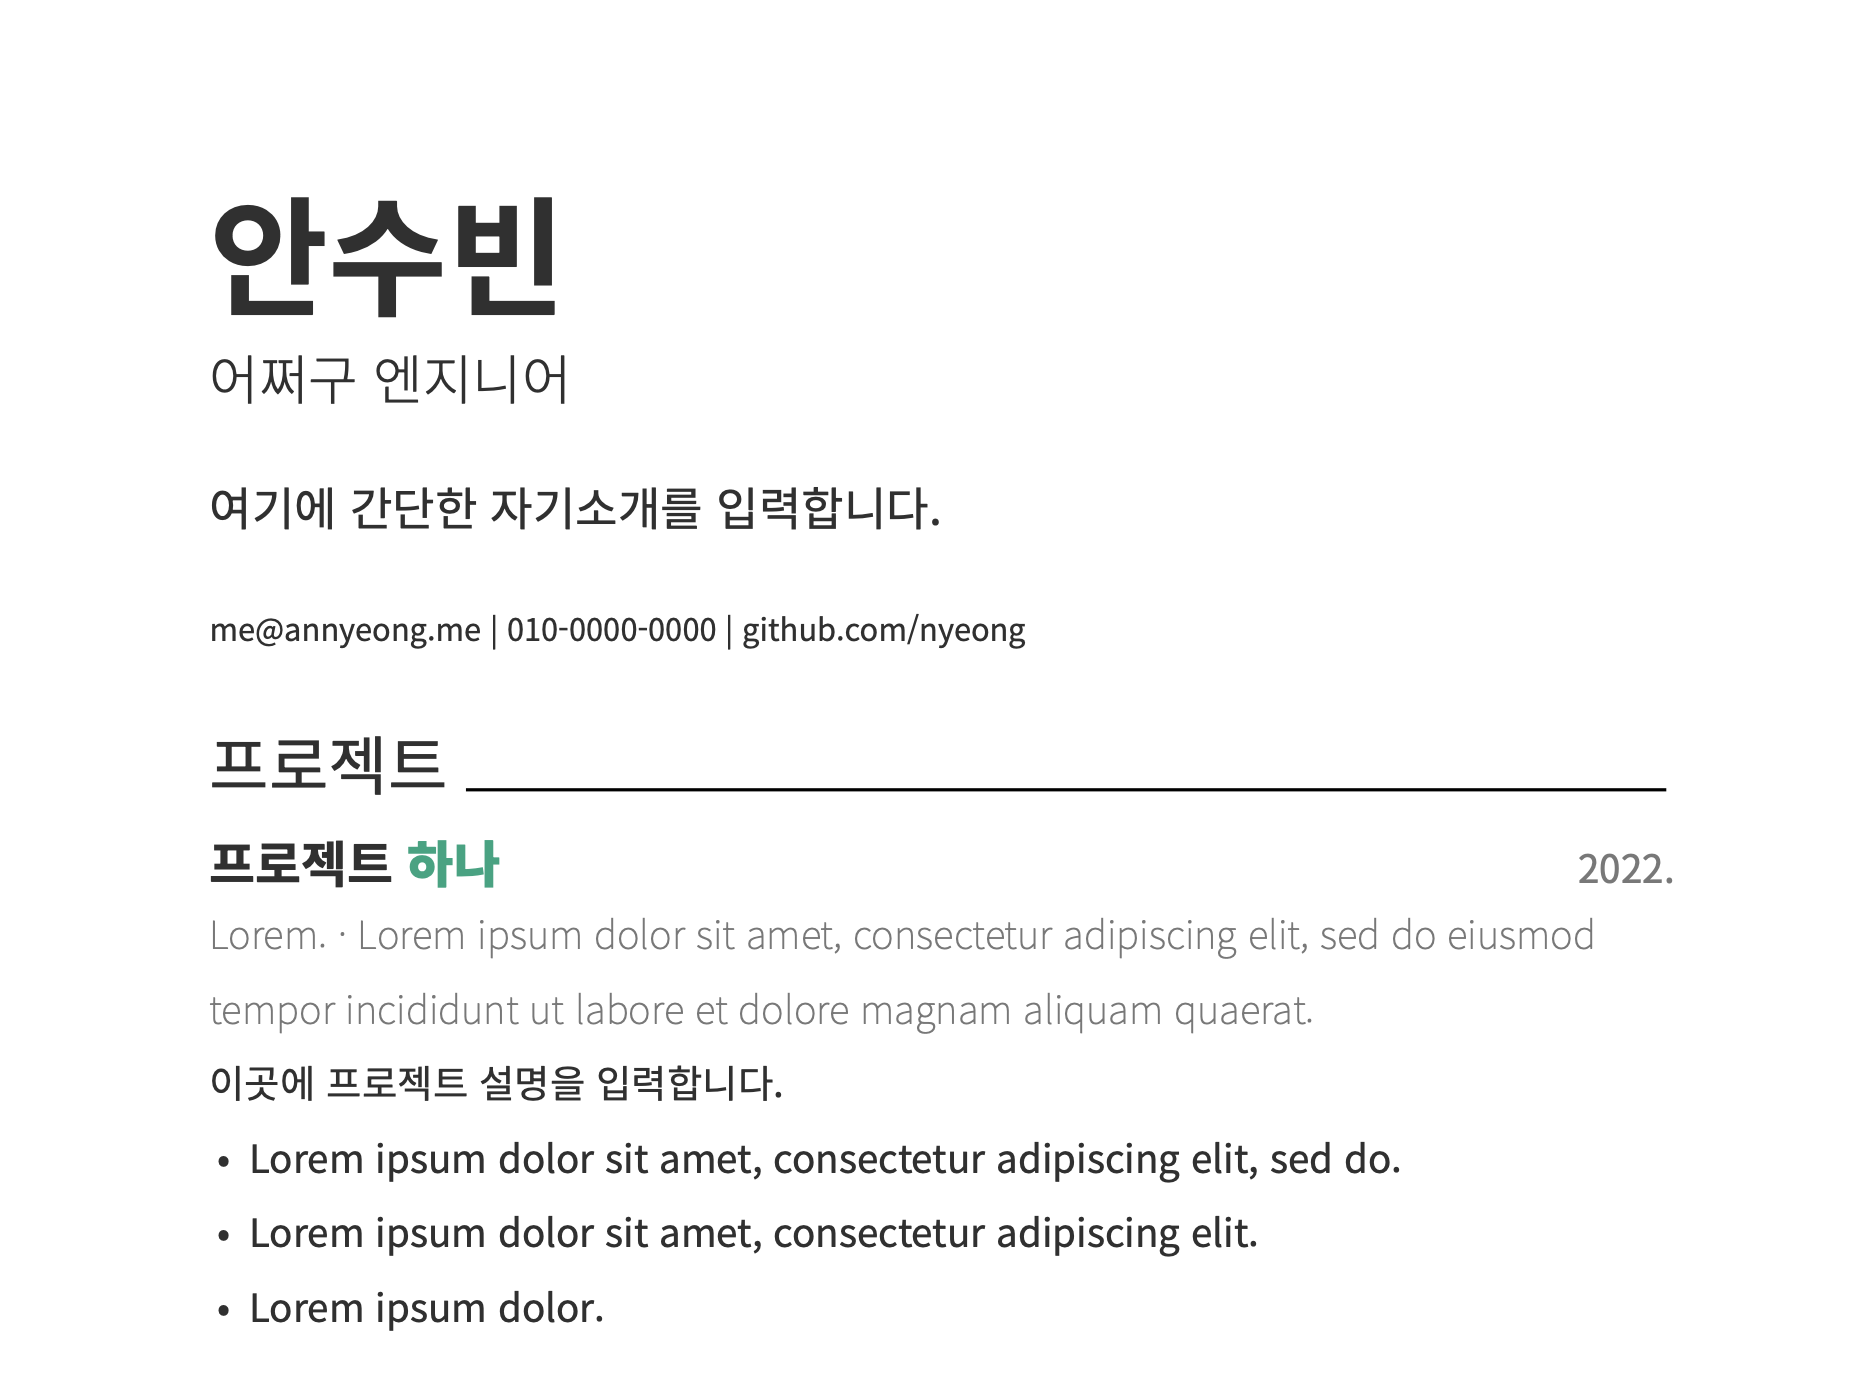 안수빈
어쩌구 엔지니어
여기에 간단한 자기소개를 입력합니다.
me@annyeong.me | 010-0000-0000 | github.com/nyeong
프로젝트
프로젝트 하나 2022.
Lorem. · Lorem ipsum dolor sit amet, consectetur adipiscing elit, sed do eiusmod
tempor incididunt ut labore et dolore magnam aliquam quaerat.
이곳에 프로젝트 설명을 입력합니다.
• Lorem ipsum dolor sit amet, consectetur adipiscing elit, sed do.
• Lorem ipsum dolor sit amet, consectetur adipiscing elit.
• Lorem ipsum dolor.